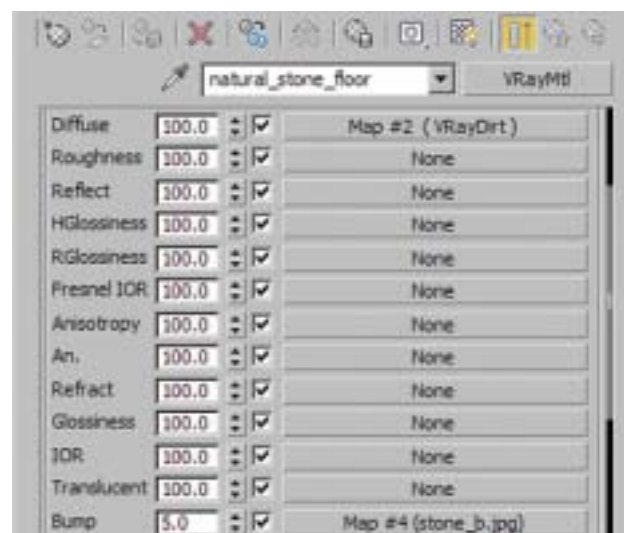 natural_stone_floor VRayMtl
Diffuse 100.0 Map #2 ( VRayDirt )
Roughness 100.0 None
Reflect 100.0 None
HGlossiness 100.0 None
RGlossiness 100.0 None
Fresnel IOR 100.0 None
Anisotropy 100.0 None
An. 100.0 None
Refract 100.0 None
Glossiness 100.0 None
IOR 100.0 None
Translucent 100.0 None
Bump 5.0 Map #4 (stone_b.jpg)